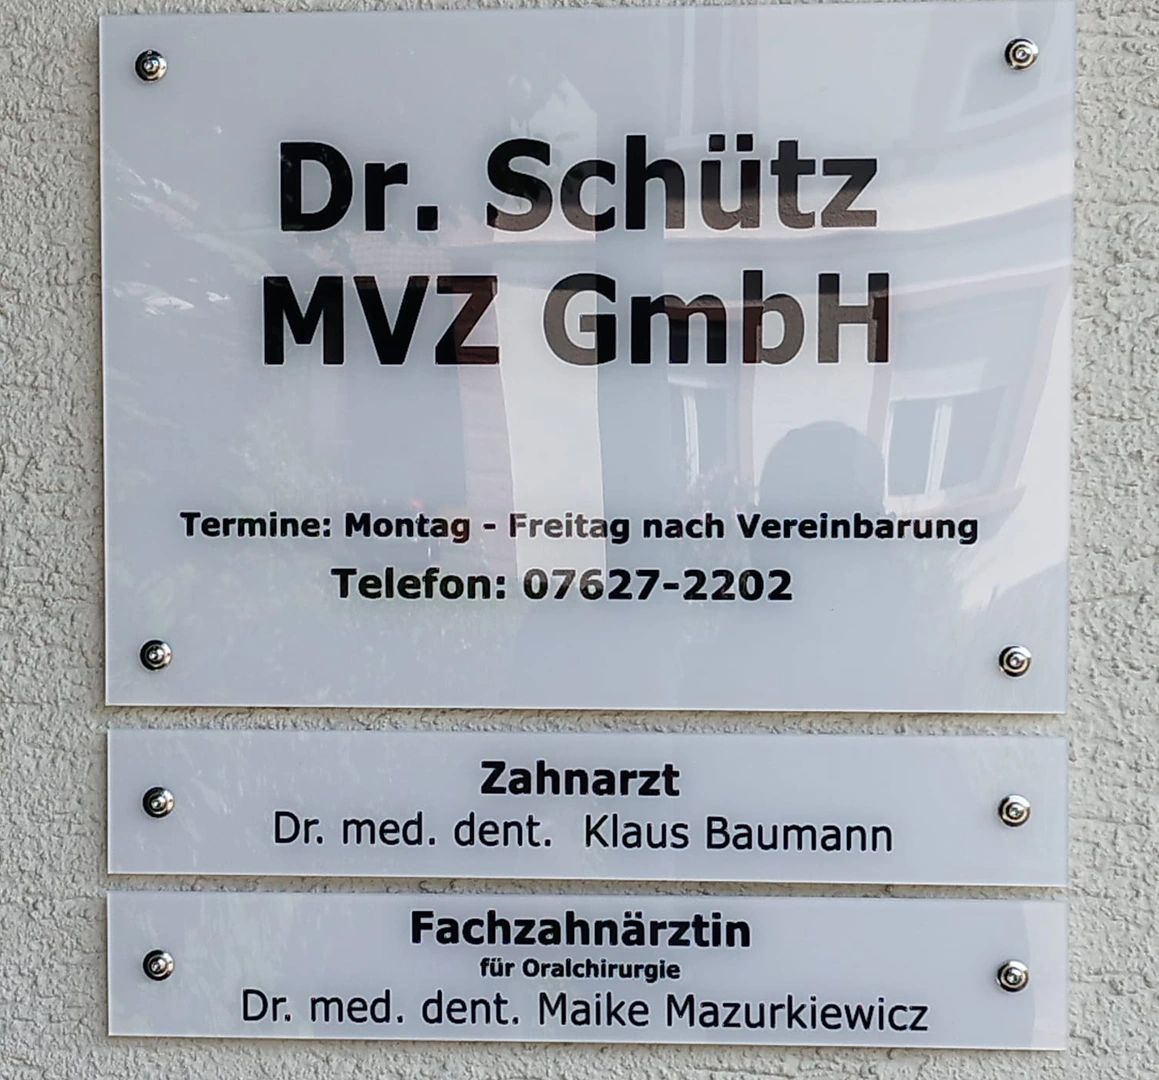 Dr. Schütz
MVZ GmbH
Termine: Montag - Freitag nach Vereinbarung
Telefon: 07627-2202
Zahnarzt
Dr. med. dent. Klaus Baumann
Fachzahnärztin
für Oralchirurgie
Dr. med. dent. Maike Mazurkiewicz